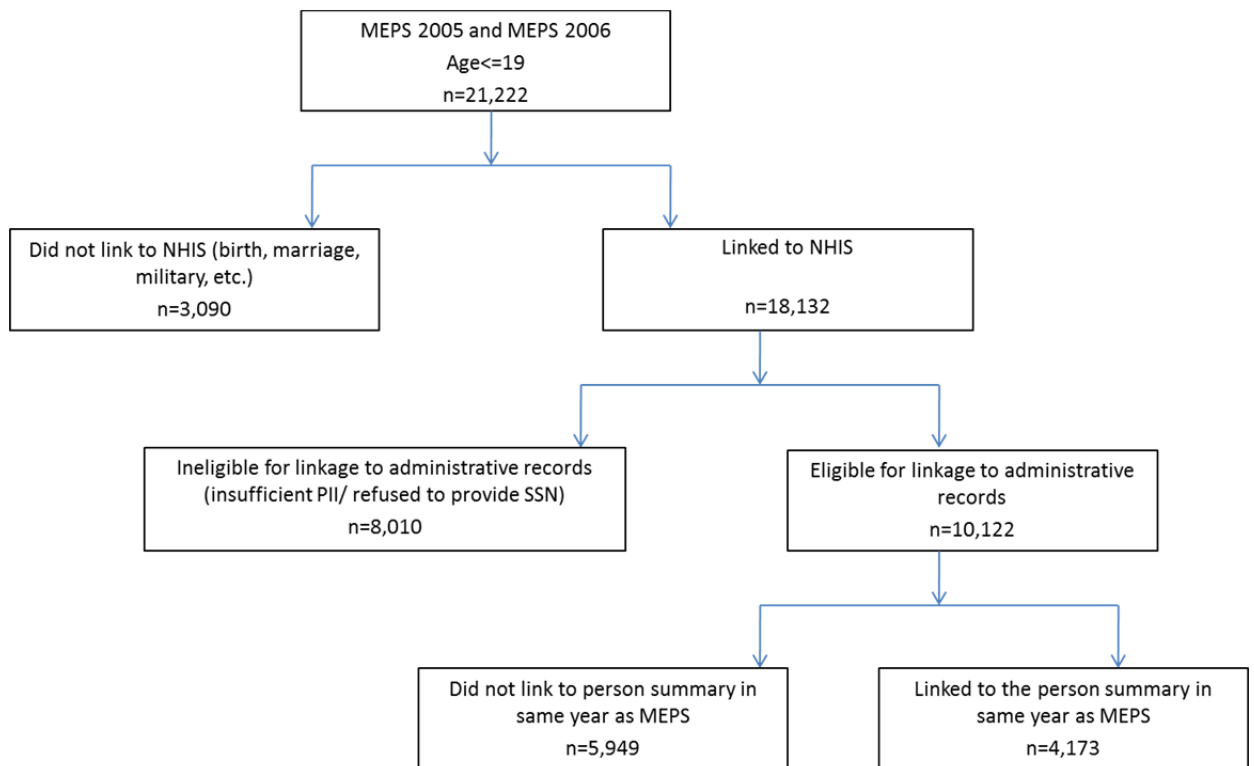 MEPS 2005 and MEPS 2006
Age<=19
n=21,222
Did not link to NHIS (birth, marriage,
military, etc.)
n=3,090
Linked to NHIS
n=18,132
Ineligible for linkage to administrative records
(insufficient PII/ refused to provide SSN)
n=8,010
Eligible for linkage to administrative
records
n=10,122
Did not link to person summary in
same year as MEPS
n=5,949
Linked to the person summary in
same year as MEPS
n=4,173